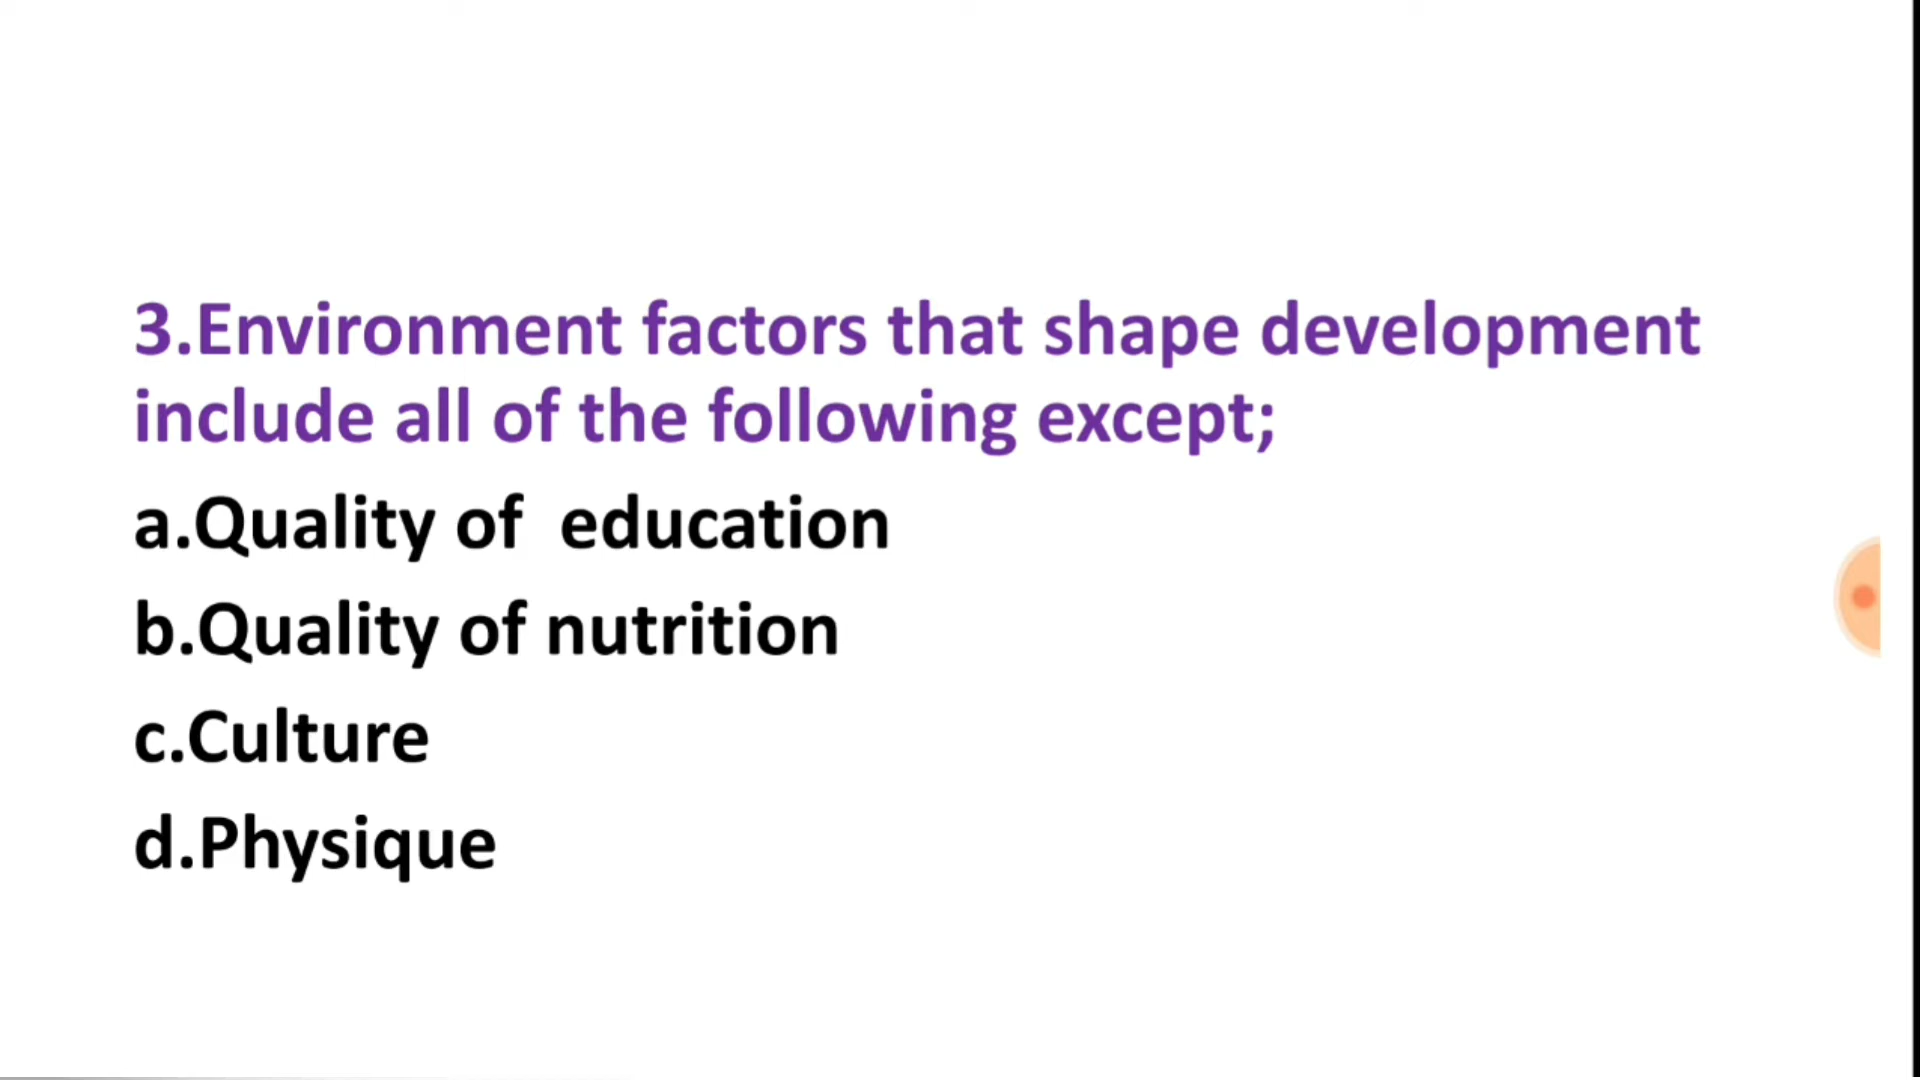 3.Environment factors that shape development
include all of the following except;
a.Quality of  education
b.Quality of nutrition
c.Culture
d.Physique